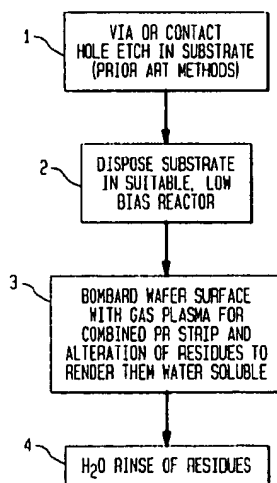 1
VIA OR CONTACT
HOLE ETCH IN SUBSTRATE
(PRIOR ART METHODS)
2
DISPOSE SUBSTRATE
IN SUITABLE, LOW
BIAS REACTOR
3
BOMBARD WAFER SURFACE
WITH GAS PLASMA FOR
COMBINED PR STRIP AND
ALTERATION OF RESIDUES TO
RENDER THEM WATER SOLUBLE
4
H₂O RINSE OF RESIDUES